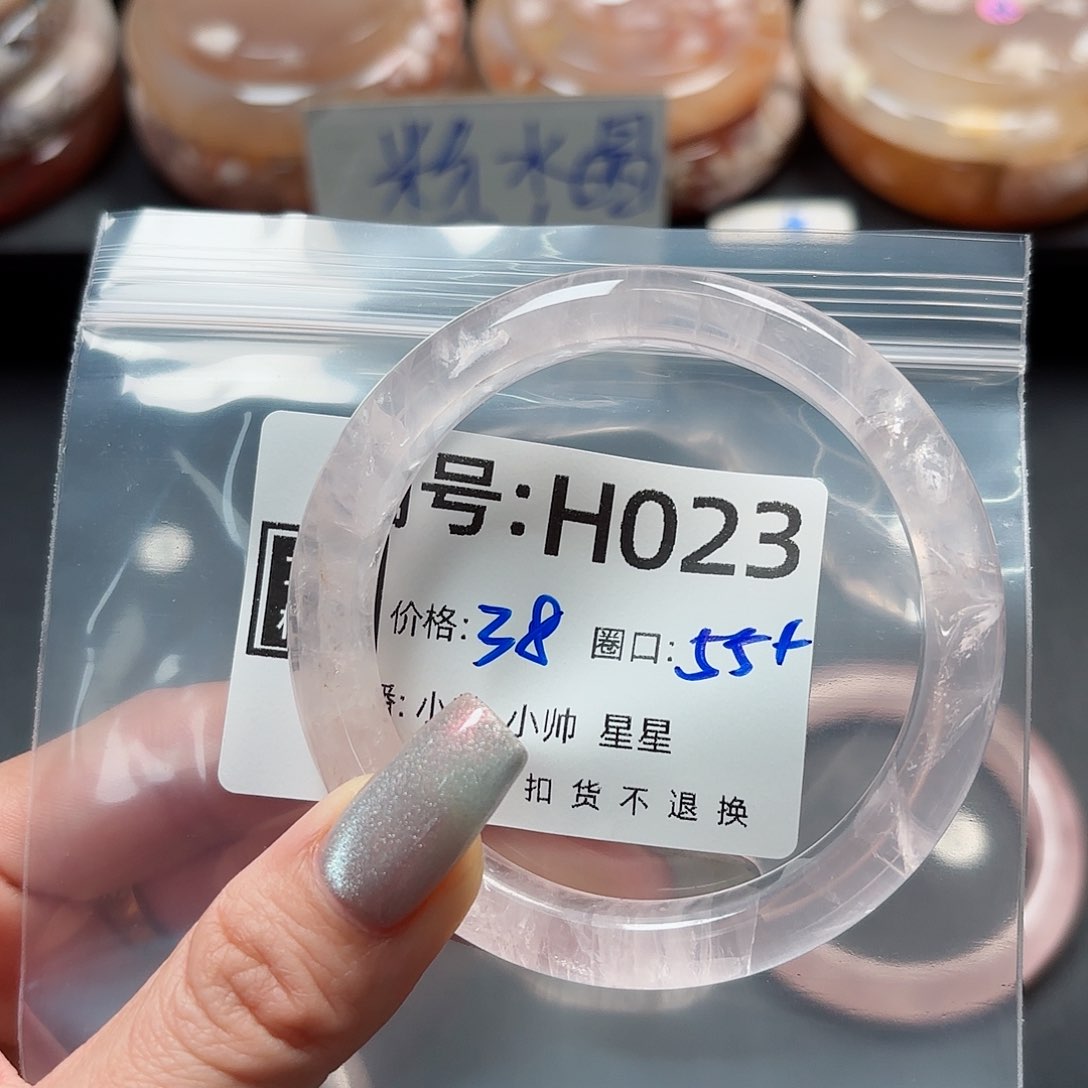 粉水晶
号:H023
价格:38 圈口:55+
小帅 星星
扣货不退换